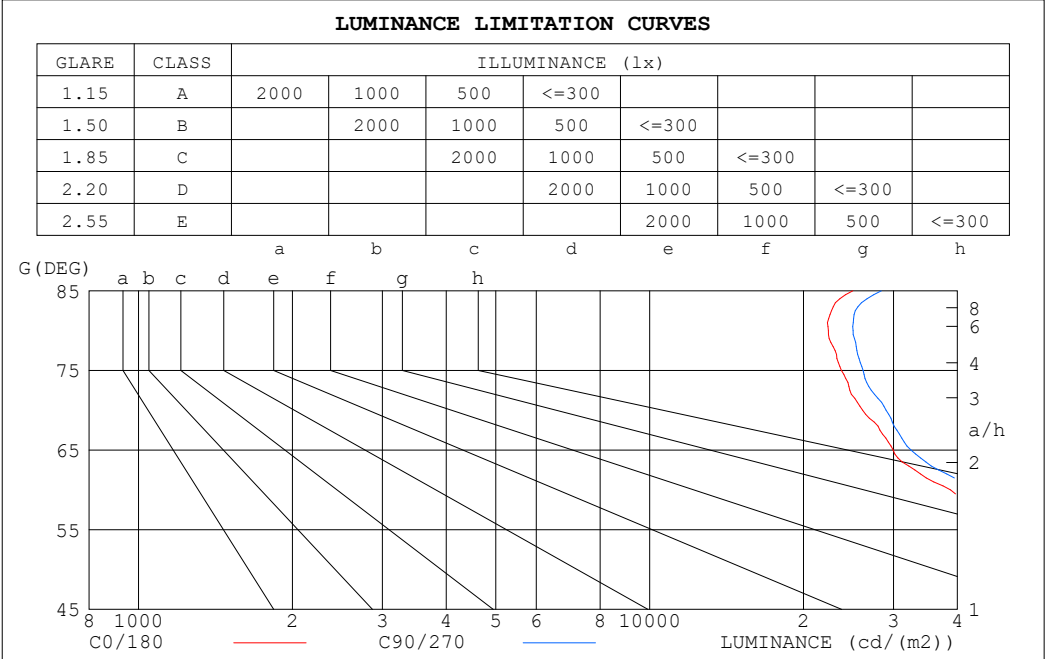 LUMINANCE LIMITATION CURVES
GLARE CLASS ILLUMINANCE (lx)
1.15 A 2000 1000 500 <=300
1.50 B 2000 1000 500 <=300
1.85 C 2000 1000 500 <=300
2.20 D 2000 1000 500 <=300
2.55 E 2000 1000 500 <=300
a b c d e f g h
G(DEG)
a b c d e f g h
85
8
6
75 4
3
a/h
65
2
55
45 1
8 1000 2 3 4 5 6 8 10000 2 3 4
C0/180 C90/270 LUMINANCE (cd/(m2))